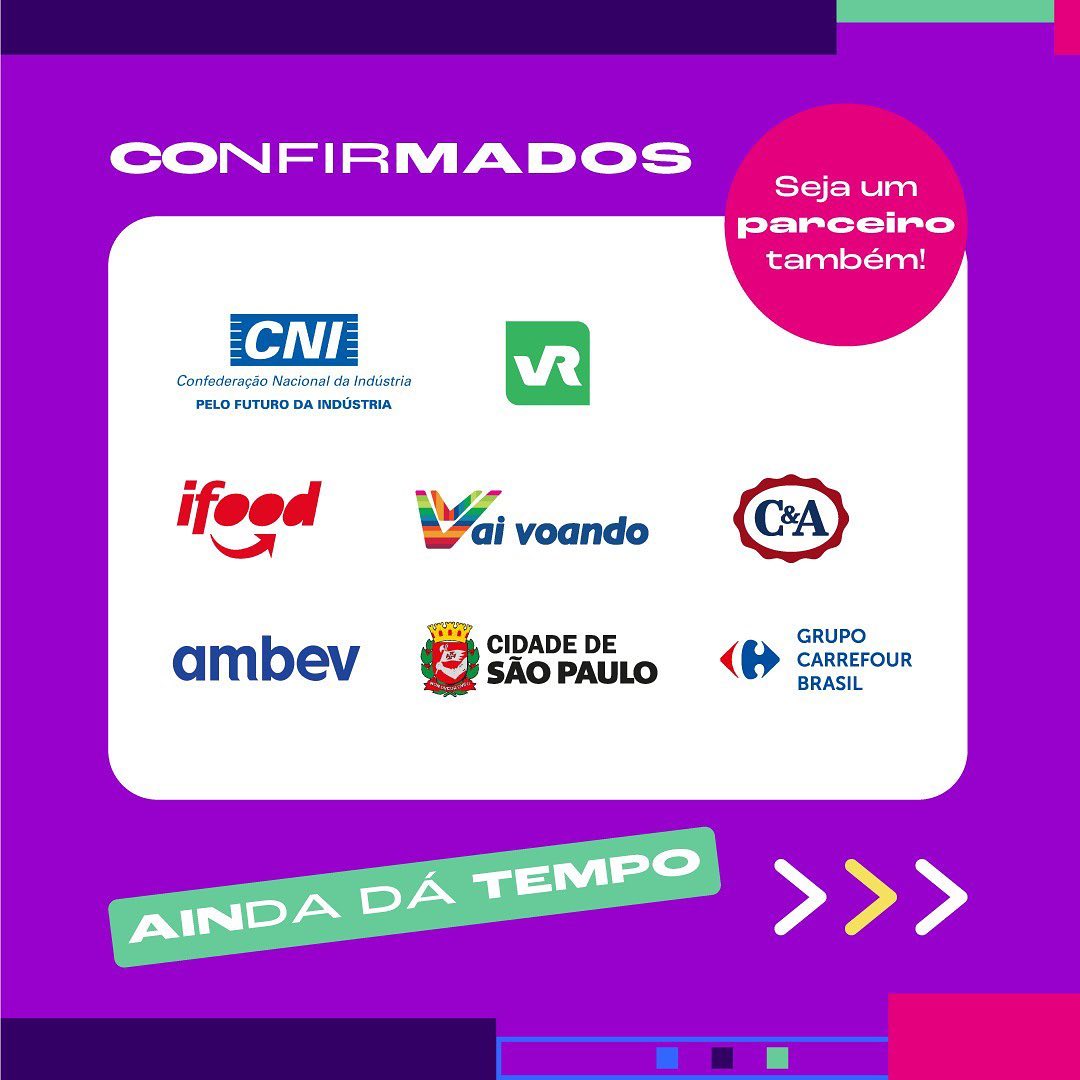 CONFIRMADOS
Seja um
parceiro
também!
CNI
Confederação Nacional da Indústria
PELO FUTURO DA INDÚSTRIA
VR
ifood
Vai voando
C&A
ambev
CIDADE DE
SÃO PAULO
GRUPO
CARREFOUR
BRASIL
AINDA DÁ TEMPO